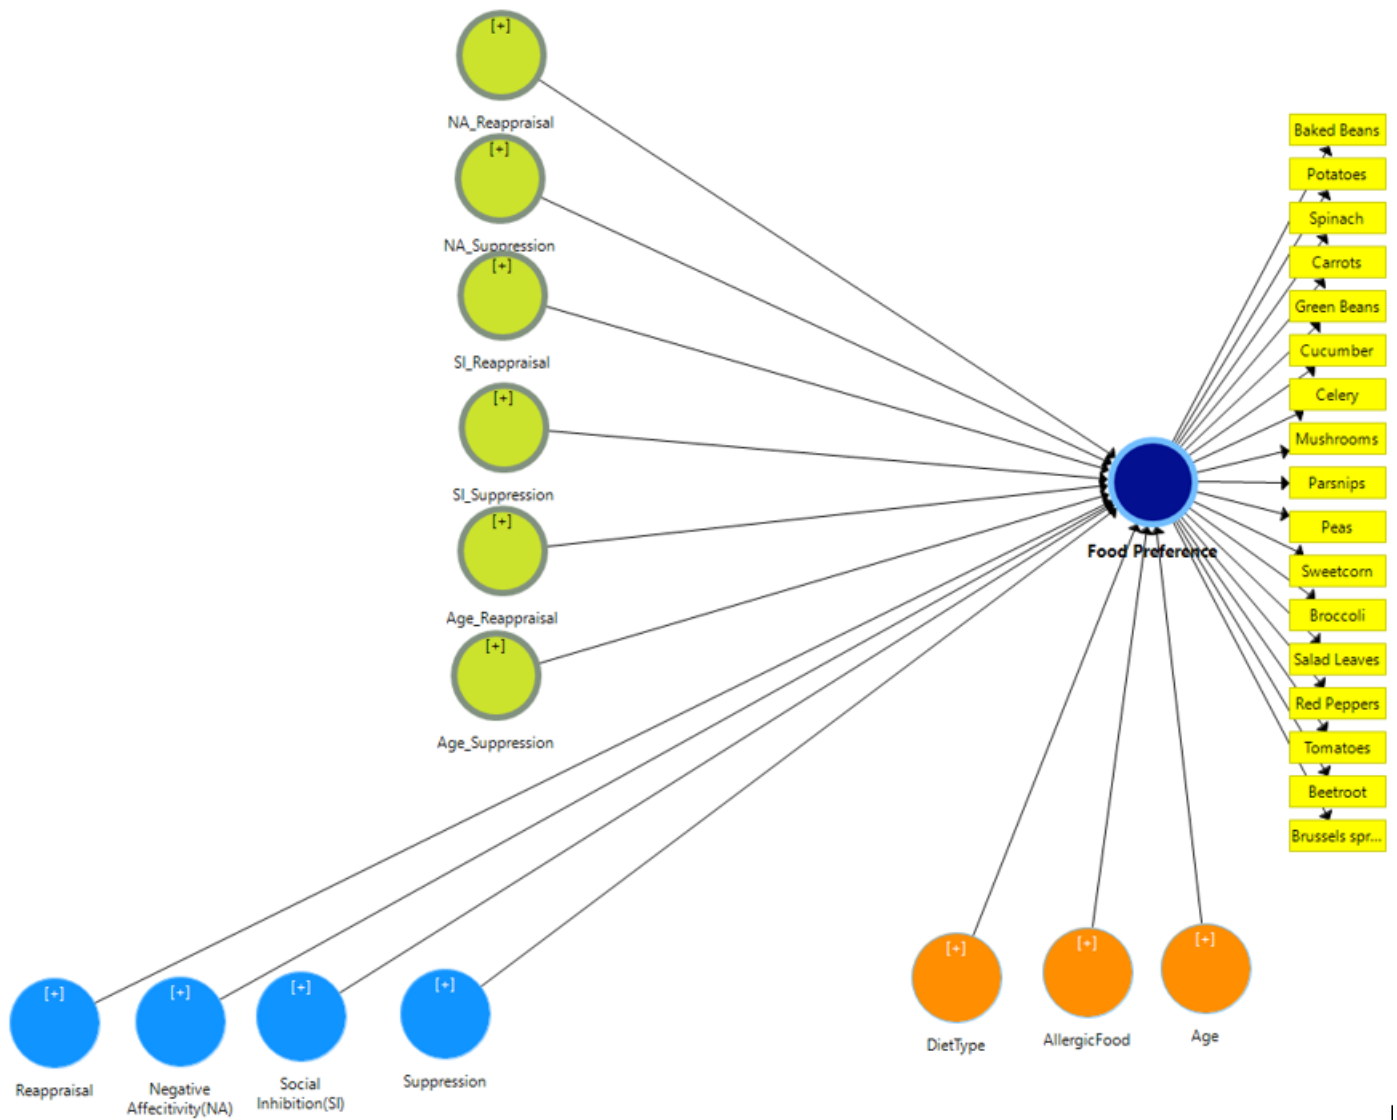 [+]
NA_Reappraisal
[+]
NA_Suppression
[+]
SI_Reappraisal
[+]
SI_Suppression
[+]
Age_Reappraisal
[+]
Age_Suppression
Food Preference
Baked Beans
Potatoes
Spinach
Carrots
Green Beans
Cucumber
Celery
Mushrooms
Parsnips
Peas
Sweetcorn
Broccoli
Salad Leaves
Red Peppers
Tomatoes
Beetroot
Brussels spr...
[+]
Reappraisal
[+]
Negative
Affecitivity(NA)
[+]
Social
Inhibition(SI)
[+]
Suppression
[+]
DietType
[+]
AllergicFood
[+]
Age